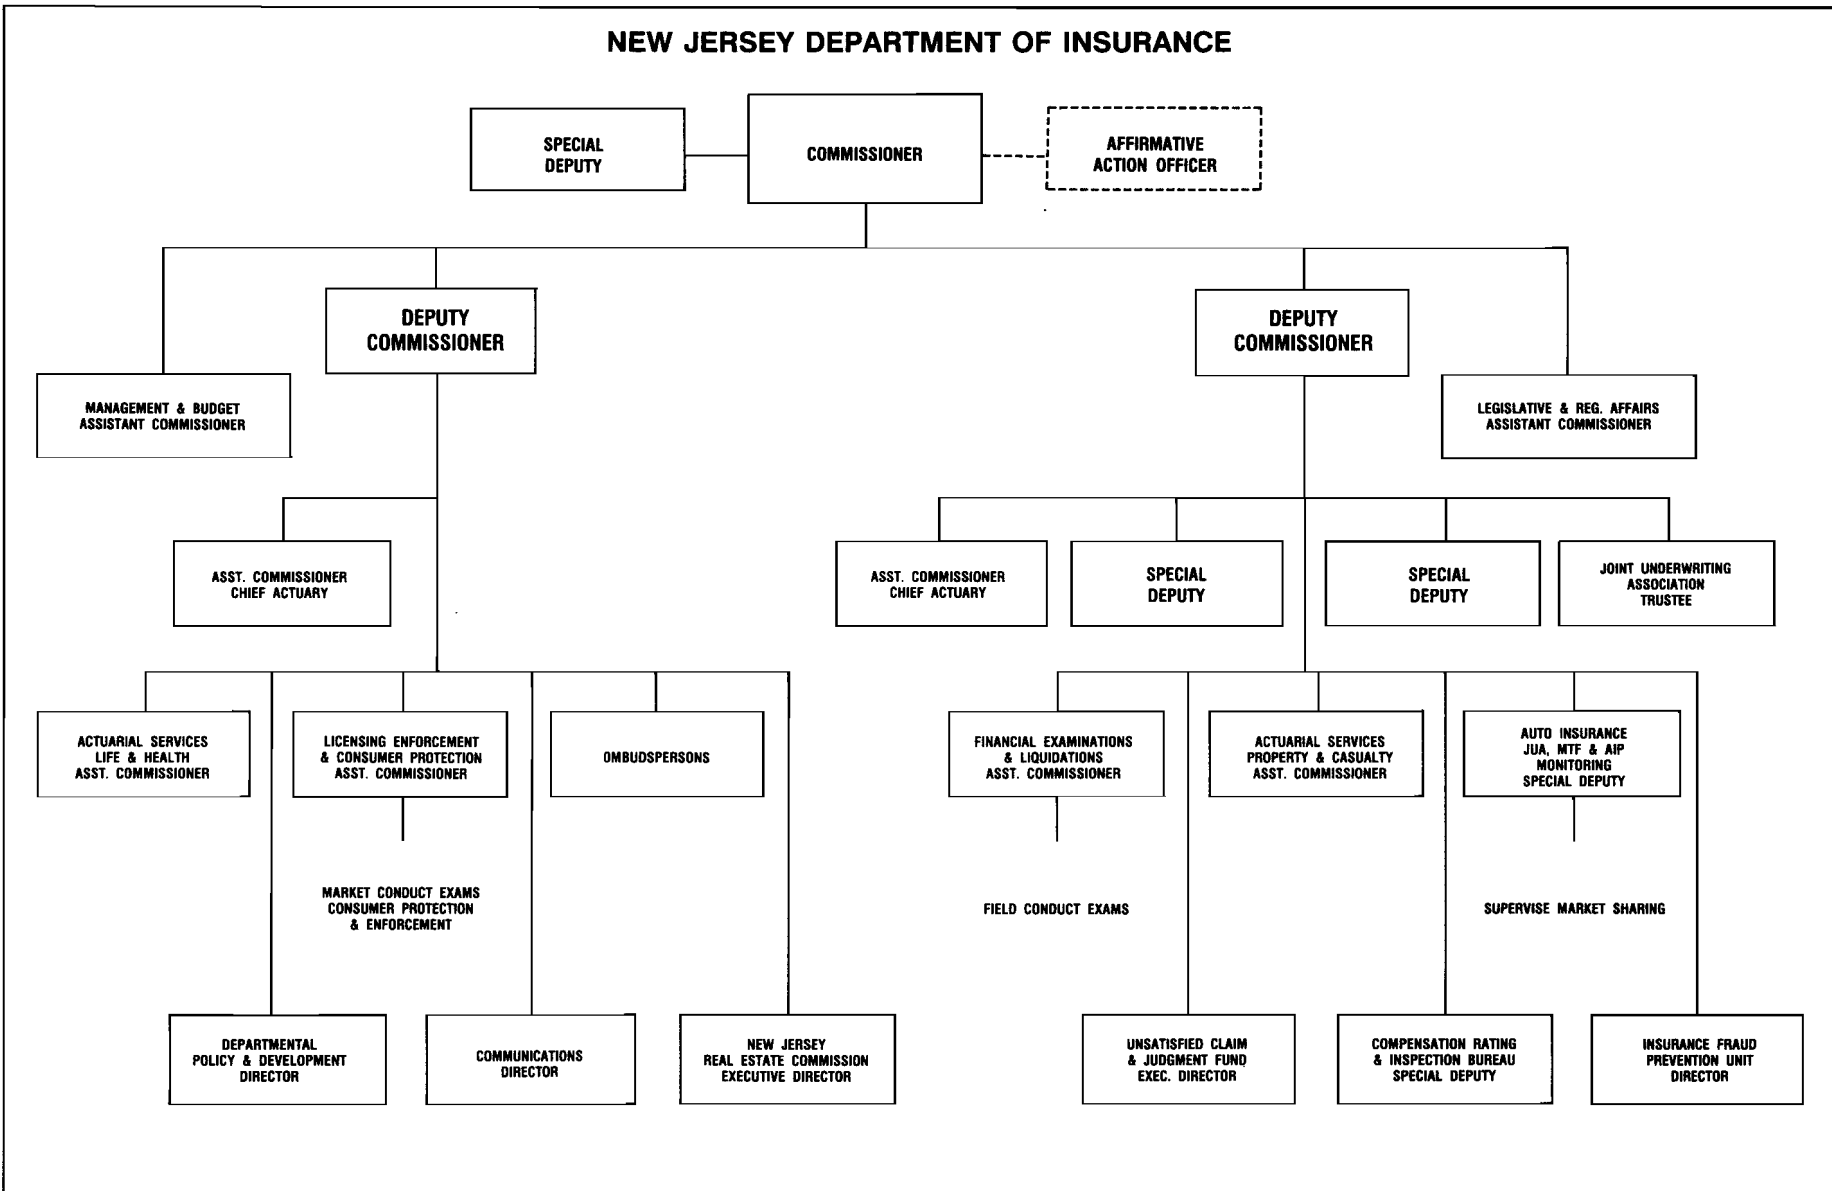 NEW JERSEY DEPARTMENT OF INSURANCE
SPECIAL
DEPUTY
COMMISSIONER
AFFIRMATIVE
ACTION OFFICER
DEPUTY
COMMISSIONER
DEPUTY
COMMISSIONER
MANAGEMENT & BUDGET
ASSISTANT COMMISSIONER
LEGISLATIVE & REG. AFFAIRS
ASSISTANT COMMISSIONER
ASST. COMMISSIONER
CHIEF ACTUARY
ASST. COMMISSIONER
CHIEF ACTUARY
SPECIAL
DEPUTY
SPECIAL
DEPUTY
JOINT UNDERWRITING
ASSOCIATION
TRUSTEE
ACTUARIAL SERVICES
LIFE & HEALTH
ASST. COMMISSIONER
LICENSING ENFORCEMENT
& CONSUMER PROTECTION
ASST. COMMISSIONER
OMBUDSPERSONS
FINANCIAL EXAMINATIONS
& LIQUIDATIONS
ASST. COMMISSIONER
ACTUARIAL SERVICES
PROPERTY & CASUALTY
ASST. COMMISSIONER
AUTO INSURANCE
JUA, MTF & AIP
MONITORING
SPECIAL DEPUTY
MARKET CONDUCT EXAMS
CONSUMER PROTECTION
& ENFORCEMENT
FIELD CONDUCT EXAMS
SUPERVISE MARKET SHARING
DEPARTMENTAL
POLICY & DEVELOPMENT
DIRECTOR
COMMUNICATIONS
DIRECTOR
NEW JERSEY
REAL ESTATE COMMISSION
EXECUTIVE DIRECTOR
UNSATISFIED CLAIM
& JUDGMENT FUND
EXEC. DIRECTOR
COMPENSATION RATING
& INSPECTION BUREAU
SPECIAL DEPUTY
INSURANCE FRAUD
PREVENTION UNIT
DIRECTOR